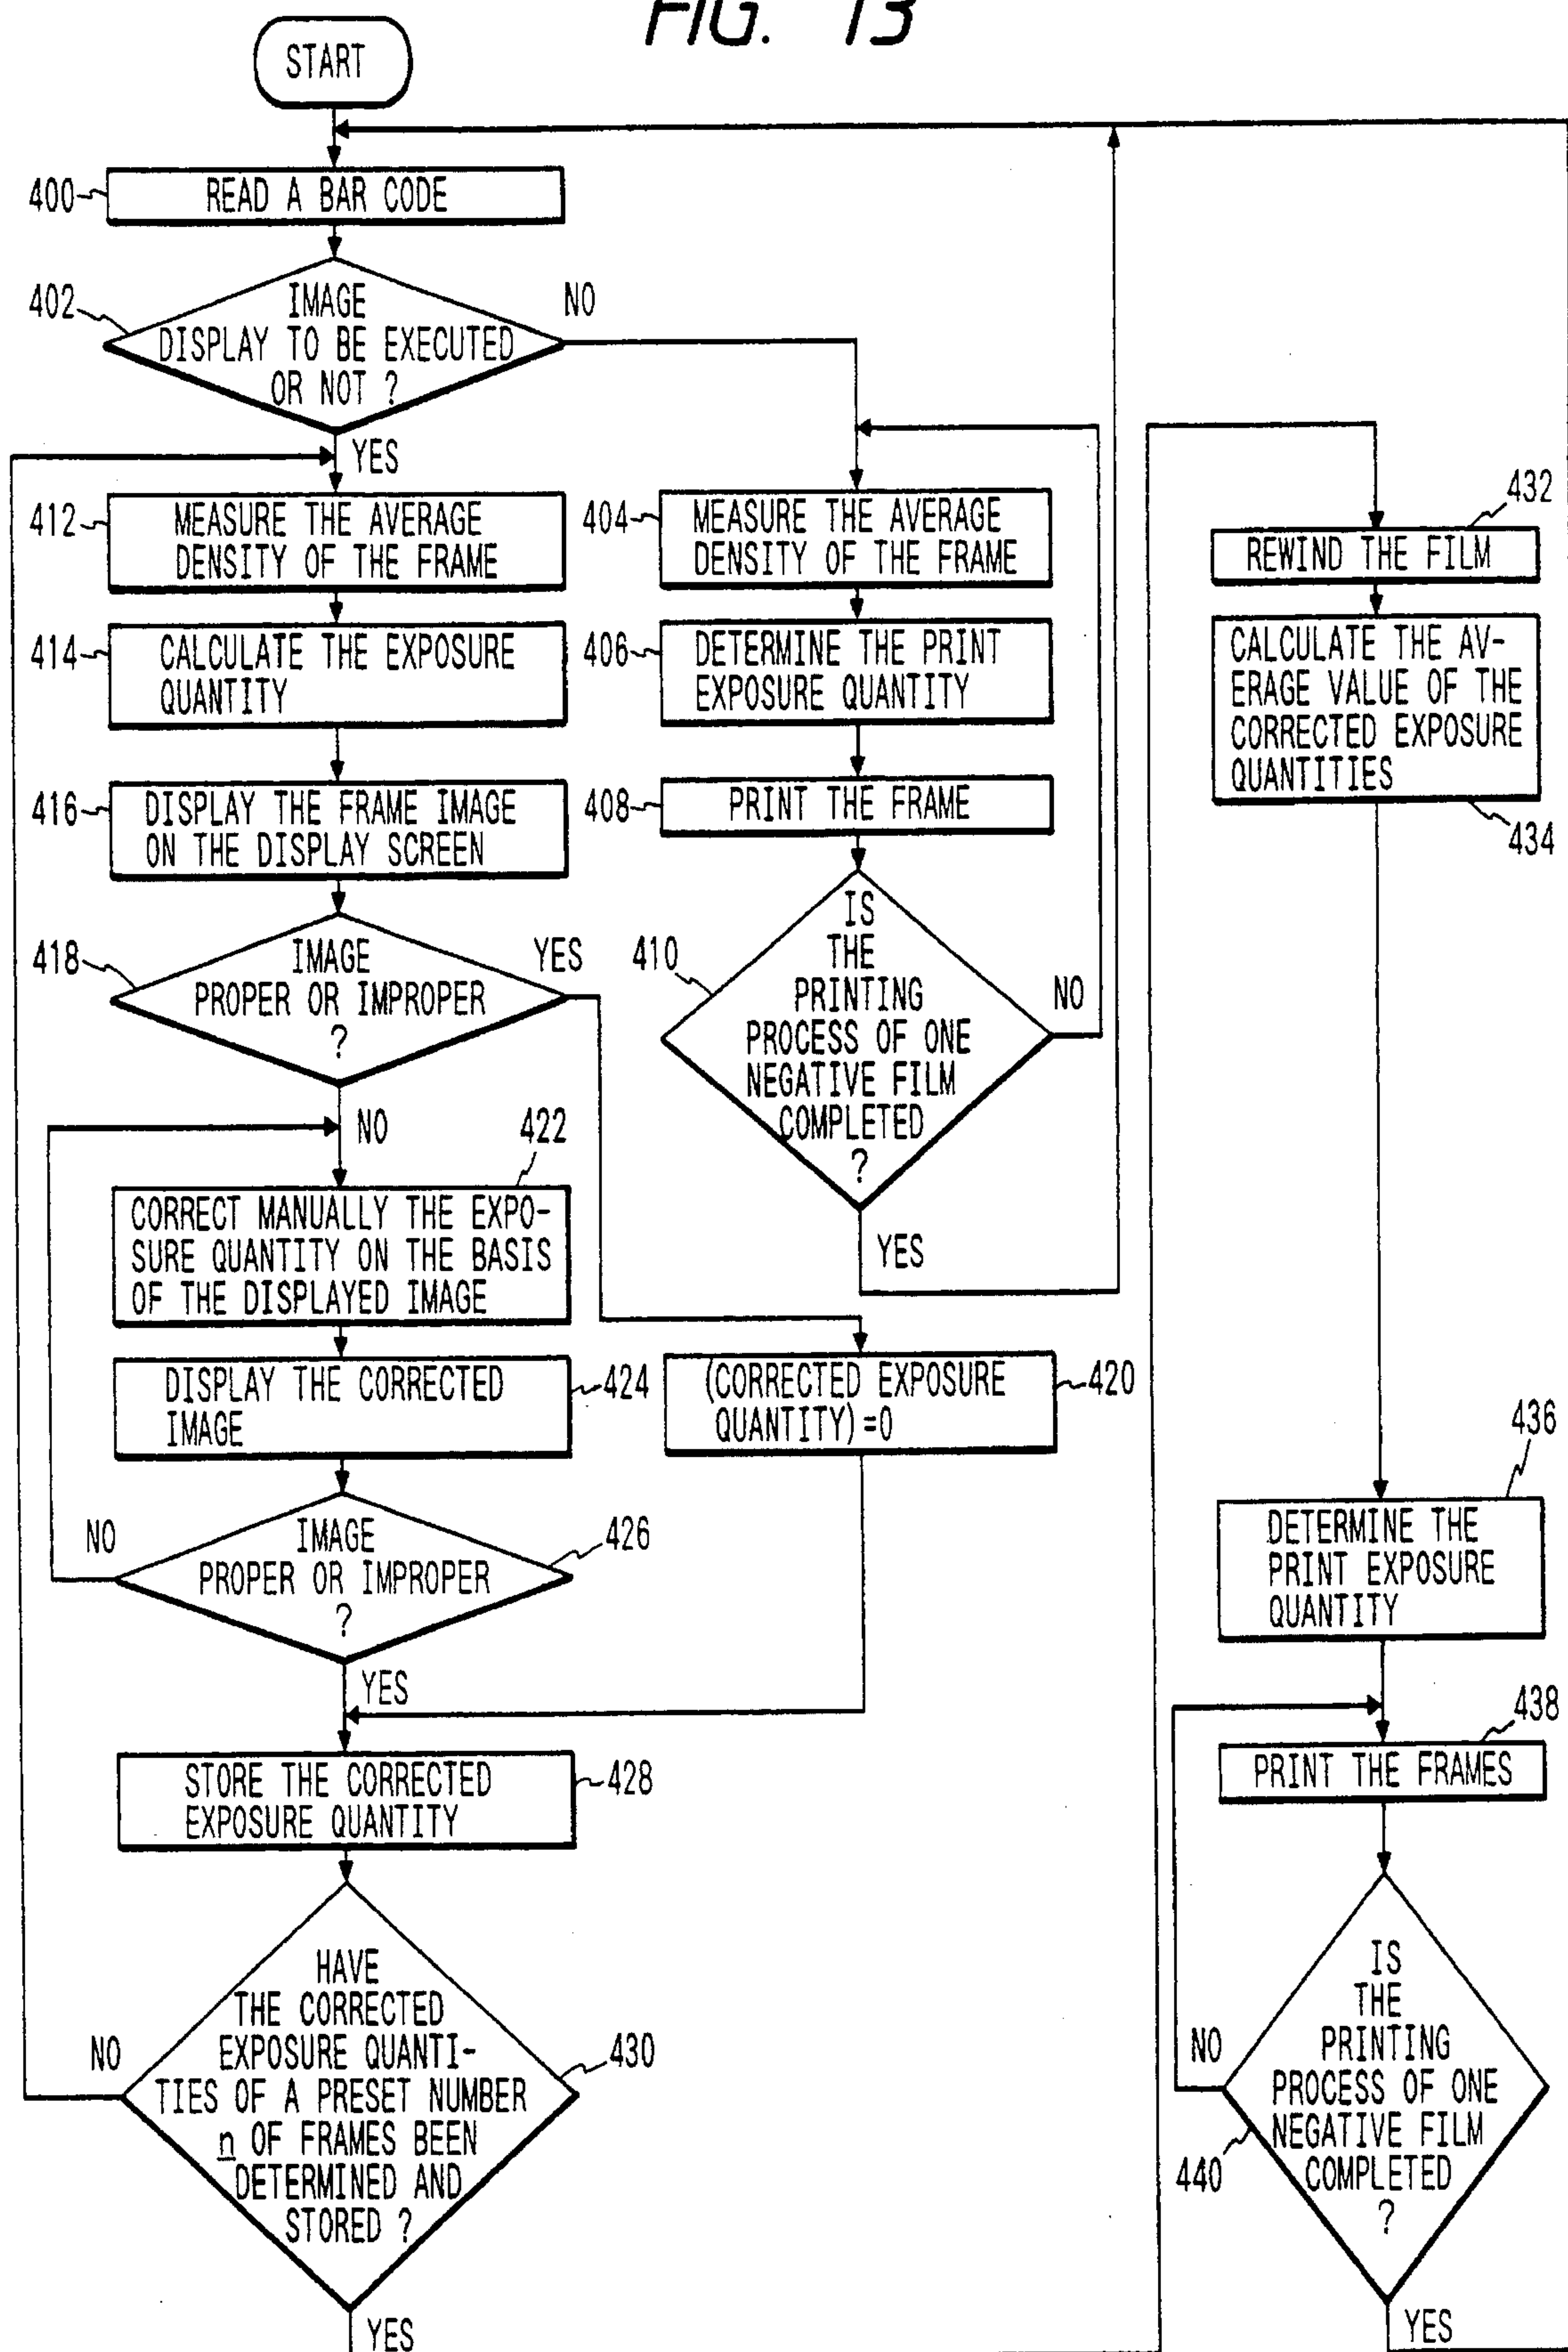 FIG. 13
START
400
READ A BAR CODE
402
IMAGE
DISPLAY TO BE EXECUTED
OR NOT ?
NO
YES
412
MEASURE THE AVERAGE
DENSITY OF THE FRAME
414
CALCULATE THE EXPOSURE
QUANTITY
416
DISPLAY THE FRAME IMAGE
ON THE DISPLAY SCREEN
418
IMAGE
PROPER OR IMPROPER
?
YES
NO
422
CORRECT MANUALLY THE EXPO-
SURE QUANTITY ON THE BASIS
OF THE DISPLAYED IMAGE
DISPLAY THE CORRECTED
IMAGE
424
IMAGE
PROPER OR IMPROPER
?
426
NO
YES
STORE THE CORRECTED
EXPOSURE QUANTITY
428
HAVE
THE CORRECTED
EXPOSURE QUANTI-
TIES OF A PRESET NUMBER
n OF FRAMES BEEN
DETERMINED AND
STORED ?
430
NO
YES
404
MEASURE THE AVERAGE
DENSITY OF THE FRAME
406
DETERMINE THE PRINT
EXPOSURE QUANTITY
408
PRINT THE FRAME
410
IS
THE
PRINTING
PROCESS OF ONE
NEGATIVE FILM
COMPLETED
?
NO
YES
(CORRECTED EXPOSURE
QUANTITY)=0
420
432
REWIND THE FILM
CALCULATE THE AV-
ERAGE VALUE OF THE
CORRECTED EXPOSURE
QUANTITIES
434
436
DETERMINE THE
PRINT EXPOSURE
QUANTITY
438
PRINT THE FRAMES
IS
THE
PRINTING
PROCESS OF ONE
NEGATIVE FILM
COMPLETED
?
NO
440
YES